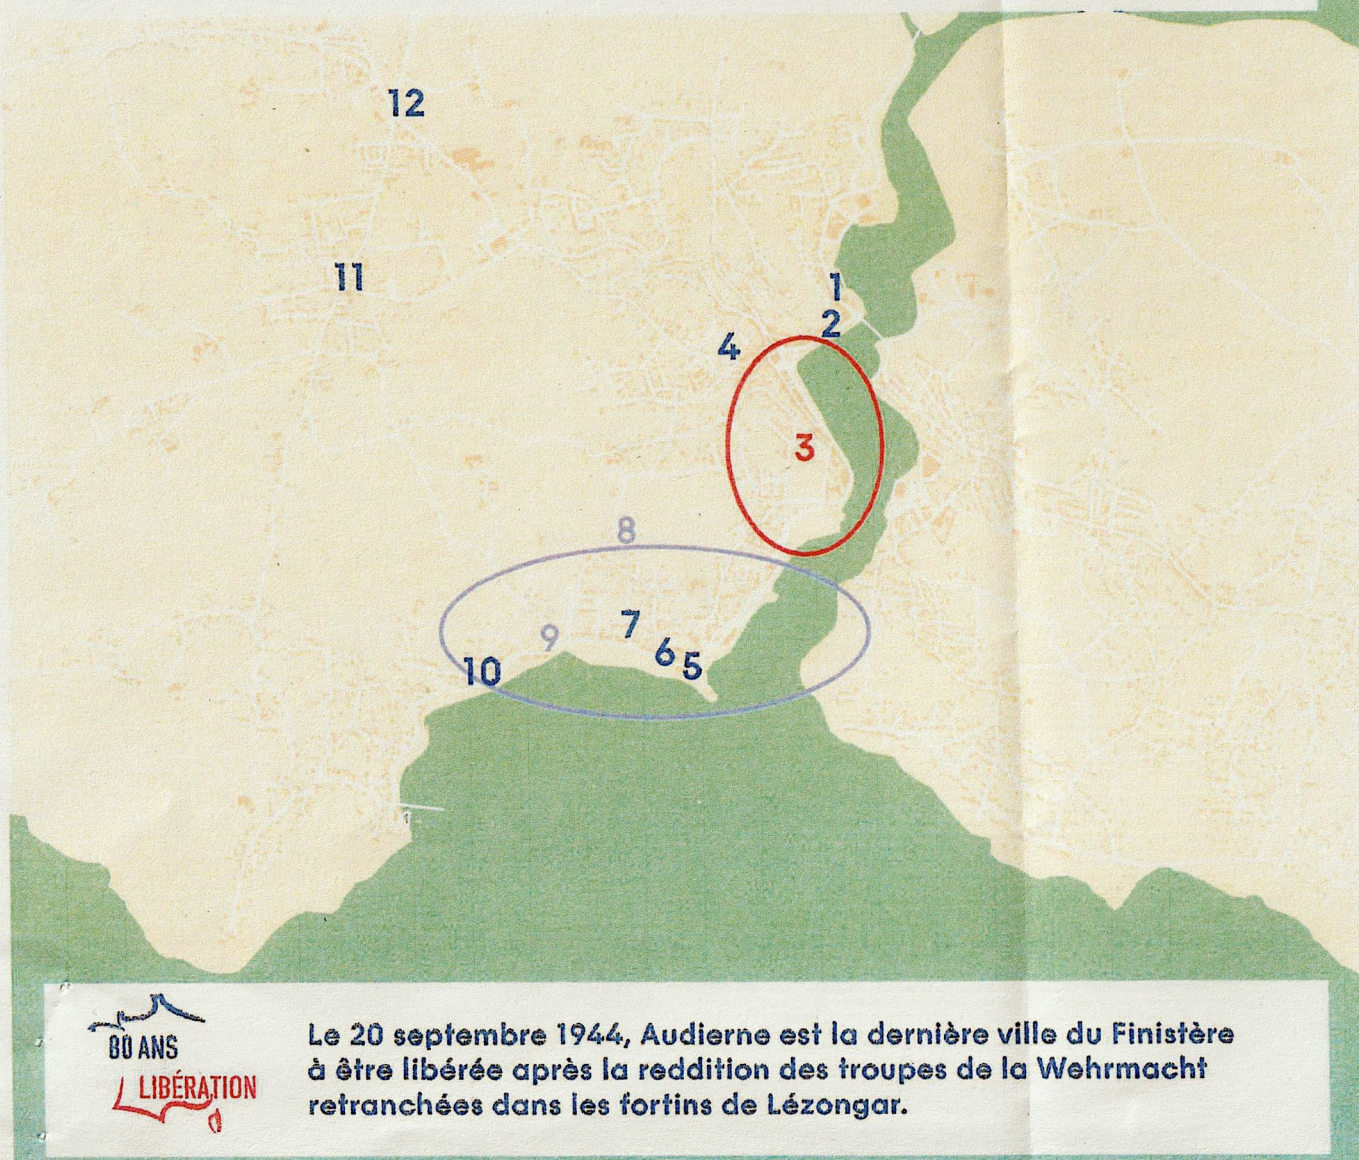 12
11
1
2
4
3
8
7
9
6
5
10
80 ANS
LIBÉRATION
Le 20 septembre 1944, Audierne est la dernière ville du Finistère
à être libérée après la reddition des troupes de la Wehrmacht
retranchées dans les fortins de Lézongar.